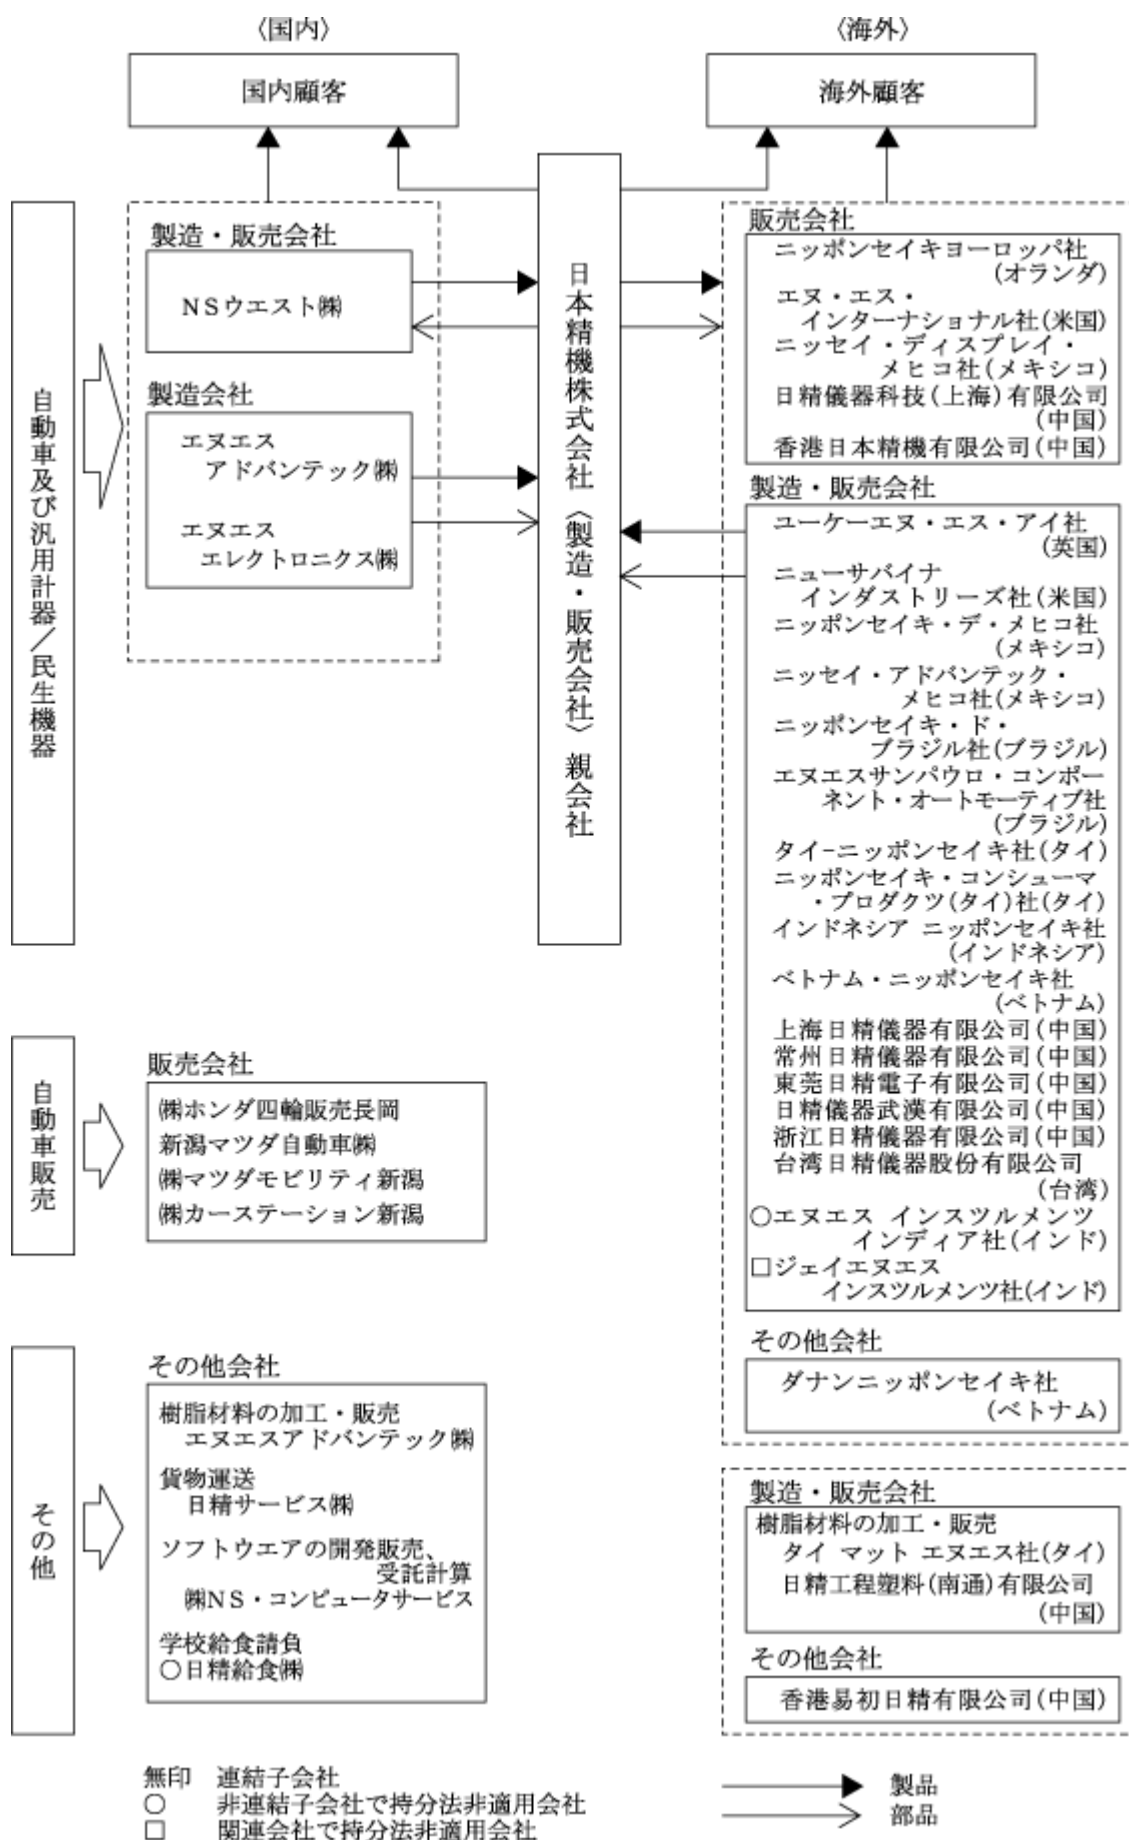 〈国内〉
〈海外〉
国内顧客
海外顧客
自動車及び汎用計器／民生機器
製造・販売会社
NSウエスト㈱
製造会社
エヌエス
アドバンテック㈱
エヌエス
エレクトロニクス㈱
日本精機株式会社〈製造・販売会社〉親会社
販売会社
ニッポンセイキヨーロッパ社
(オランダ)
エヌ・エス・
インターナショナル社(米国)
ニッセイ・ディスプレイ・
メヒコ社(メキシコ)
日精儀器科技(上海)有限公司
(中国)
香港日本精機有限公司(中国)
製造・販売会社
ユーケーエヌ・エス・アイ社
(英国)
ニューサバイナ
インダストリーズ社(米国)
ニッポンセイキ・デ・メヒコ社
(メキシコ)
ニッセイ・アドバンテック・
メヒコ社(メキシコ)
ニッポンセイキ・ド・
ブラジル社(ブラジル)
エヌエスサンパウロ・コンポー
ネント・オートモーティブ社
(ブラジル)
タイ−ニッポンセイキ社(タイ)
ニッポンセイキ・コンシューマ
・プロダクツ(タイ)社(タイ)
インドネシア ニッポンセイキ社
(インドネシア)
ベトナム・ニッポンセイキ社
(ベトナム)
上海日精儀器有限公司(中国)
常州日精儀器有限公司(中国)
東莞日精電子有限公司(中国)
日精儀器武漢有限公司(中国)
浙江日精儀器有限公司(中国)
台湾日精儀器股份有限公司
(台湾)
○エヌエス インスツルメンツ
インディア社(インド)
□ジェイエヌエス
インスツルメンツ社(インド)
その他会社
ダナンニッポンセイキ社
(ベトナム)
自動車販売
販売会社
㈱ホンダ四輪販売長岡
新潟マツダ自動車㈱
㈱マツダモビリティ新潟
㈱カーステーション新潟
その他
その他会社
樹脂材料の加工・販売
エヌエスアドバンテック㈱
貨物運送
日精サービス㈱
ソフトウエアの開発販売、
受託計算
㈱NS・コンピュータサービス
学校給食請負
○日精給食㈱
製造・販売会社
樹脂材料の加工・販売
タイ マット エヌエス社(タイ)
日精工程塑料(南通)有限公司
(中国)
その他会社
香港易初日精有限公司(中国)
無印 連結子会社
○ 非連結子会社で持分法非適用会社
□ 関連会社で持分法非適用会社
製品
部品